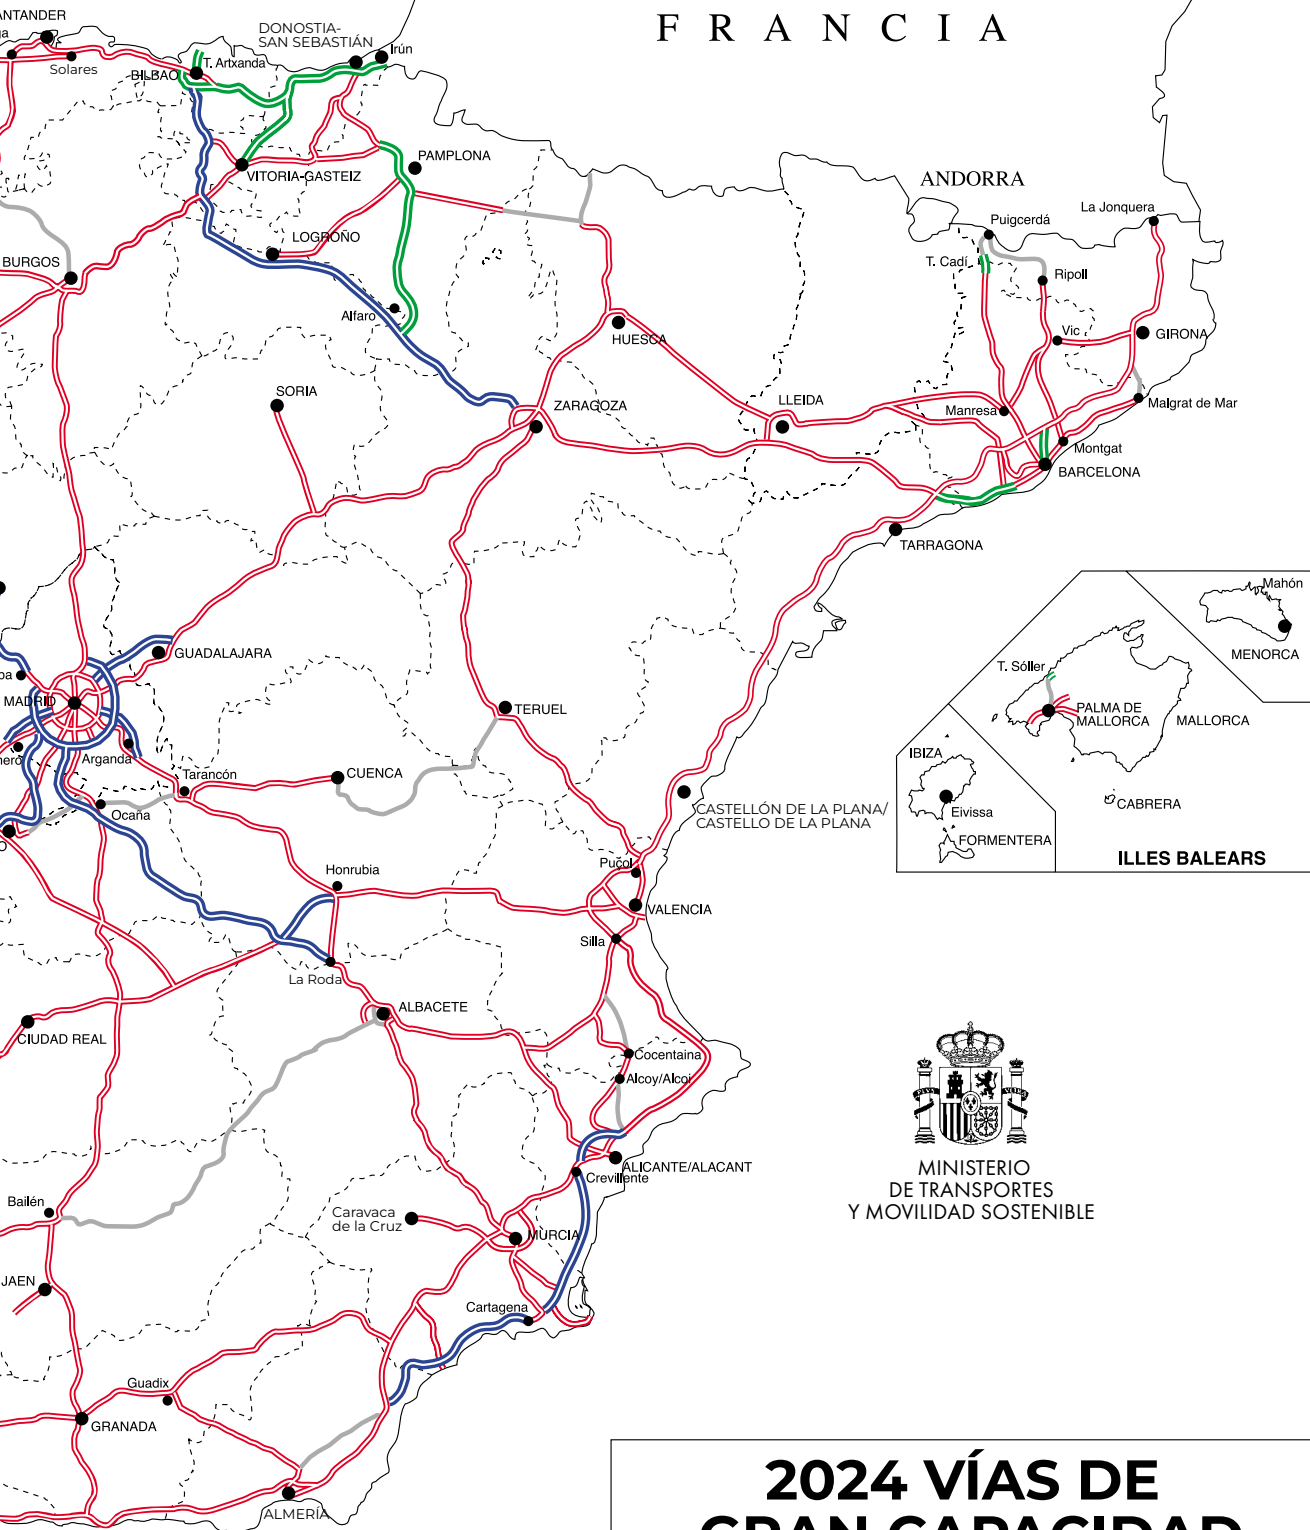 FRANCIA
ANTANDER
Solares
DONOSTIA-
SAN SEBASTIÁN
Irún
T. Artxanda
BILBAO
VITORIA-GASTEIZ
PAMPLONA
LOGROÑO
BURGOS
Alfaro
ANDORRA
Puigcerdá
La Jonquera
T. Cadí
Ripoll
Vic
GIRONA
HUESCA
SORIA
ZARAGOZA
LLEIDA
Manresa
Malgrat de Mar
Montgat
BARCELONA
TARRAGONA
GUADALAJARA
MADRID
Arganda
Tarancón
Ocaña
CUENCA
TERUEL
CASTELLÓN DE LA PLANA/
CASTELLO DE LA PLANA
Mahón
MENORCA
T. Sóller
PALMA DE
MALLORCA
MALLORCA
IBIZA
Eivissa
FORMENTERA
CABRERA
ILLES BALEARS
Puçol
VALENCIA
Honrubia
Silla
La Roda
ALBACETE
CIUDAD REAL
Cocentaina
Alcoy/Alcoi
ALICANTE/ALACANT
Crevillente
Bailén
Caravaca
de la Cruz
MURCIA
JAEN
Cartagena
Guadix
GRANADA
ALMERÍA
MINISTERIO
DE TRANSPORTES
Y MOVILIDAD SOSTENIBLE
2024 VÍAS DE
GRAN CAPACIDAD